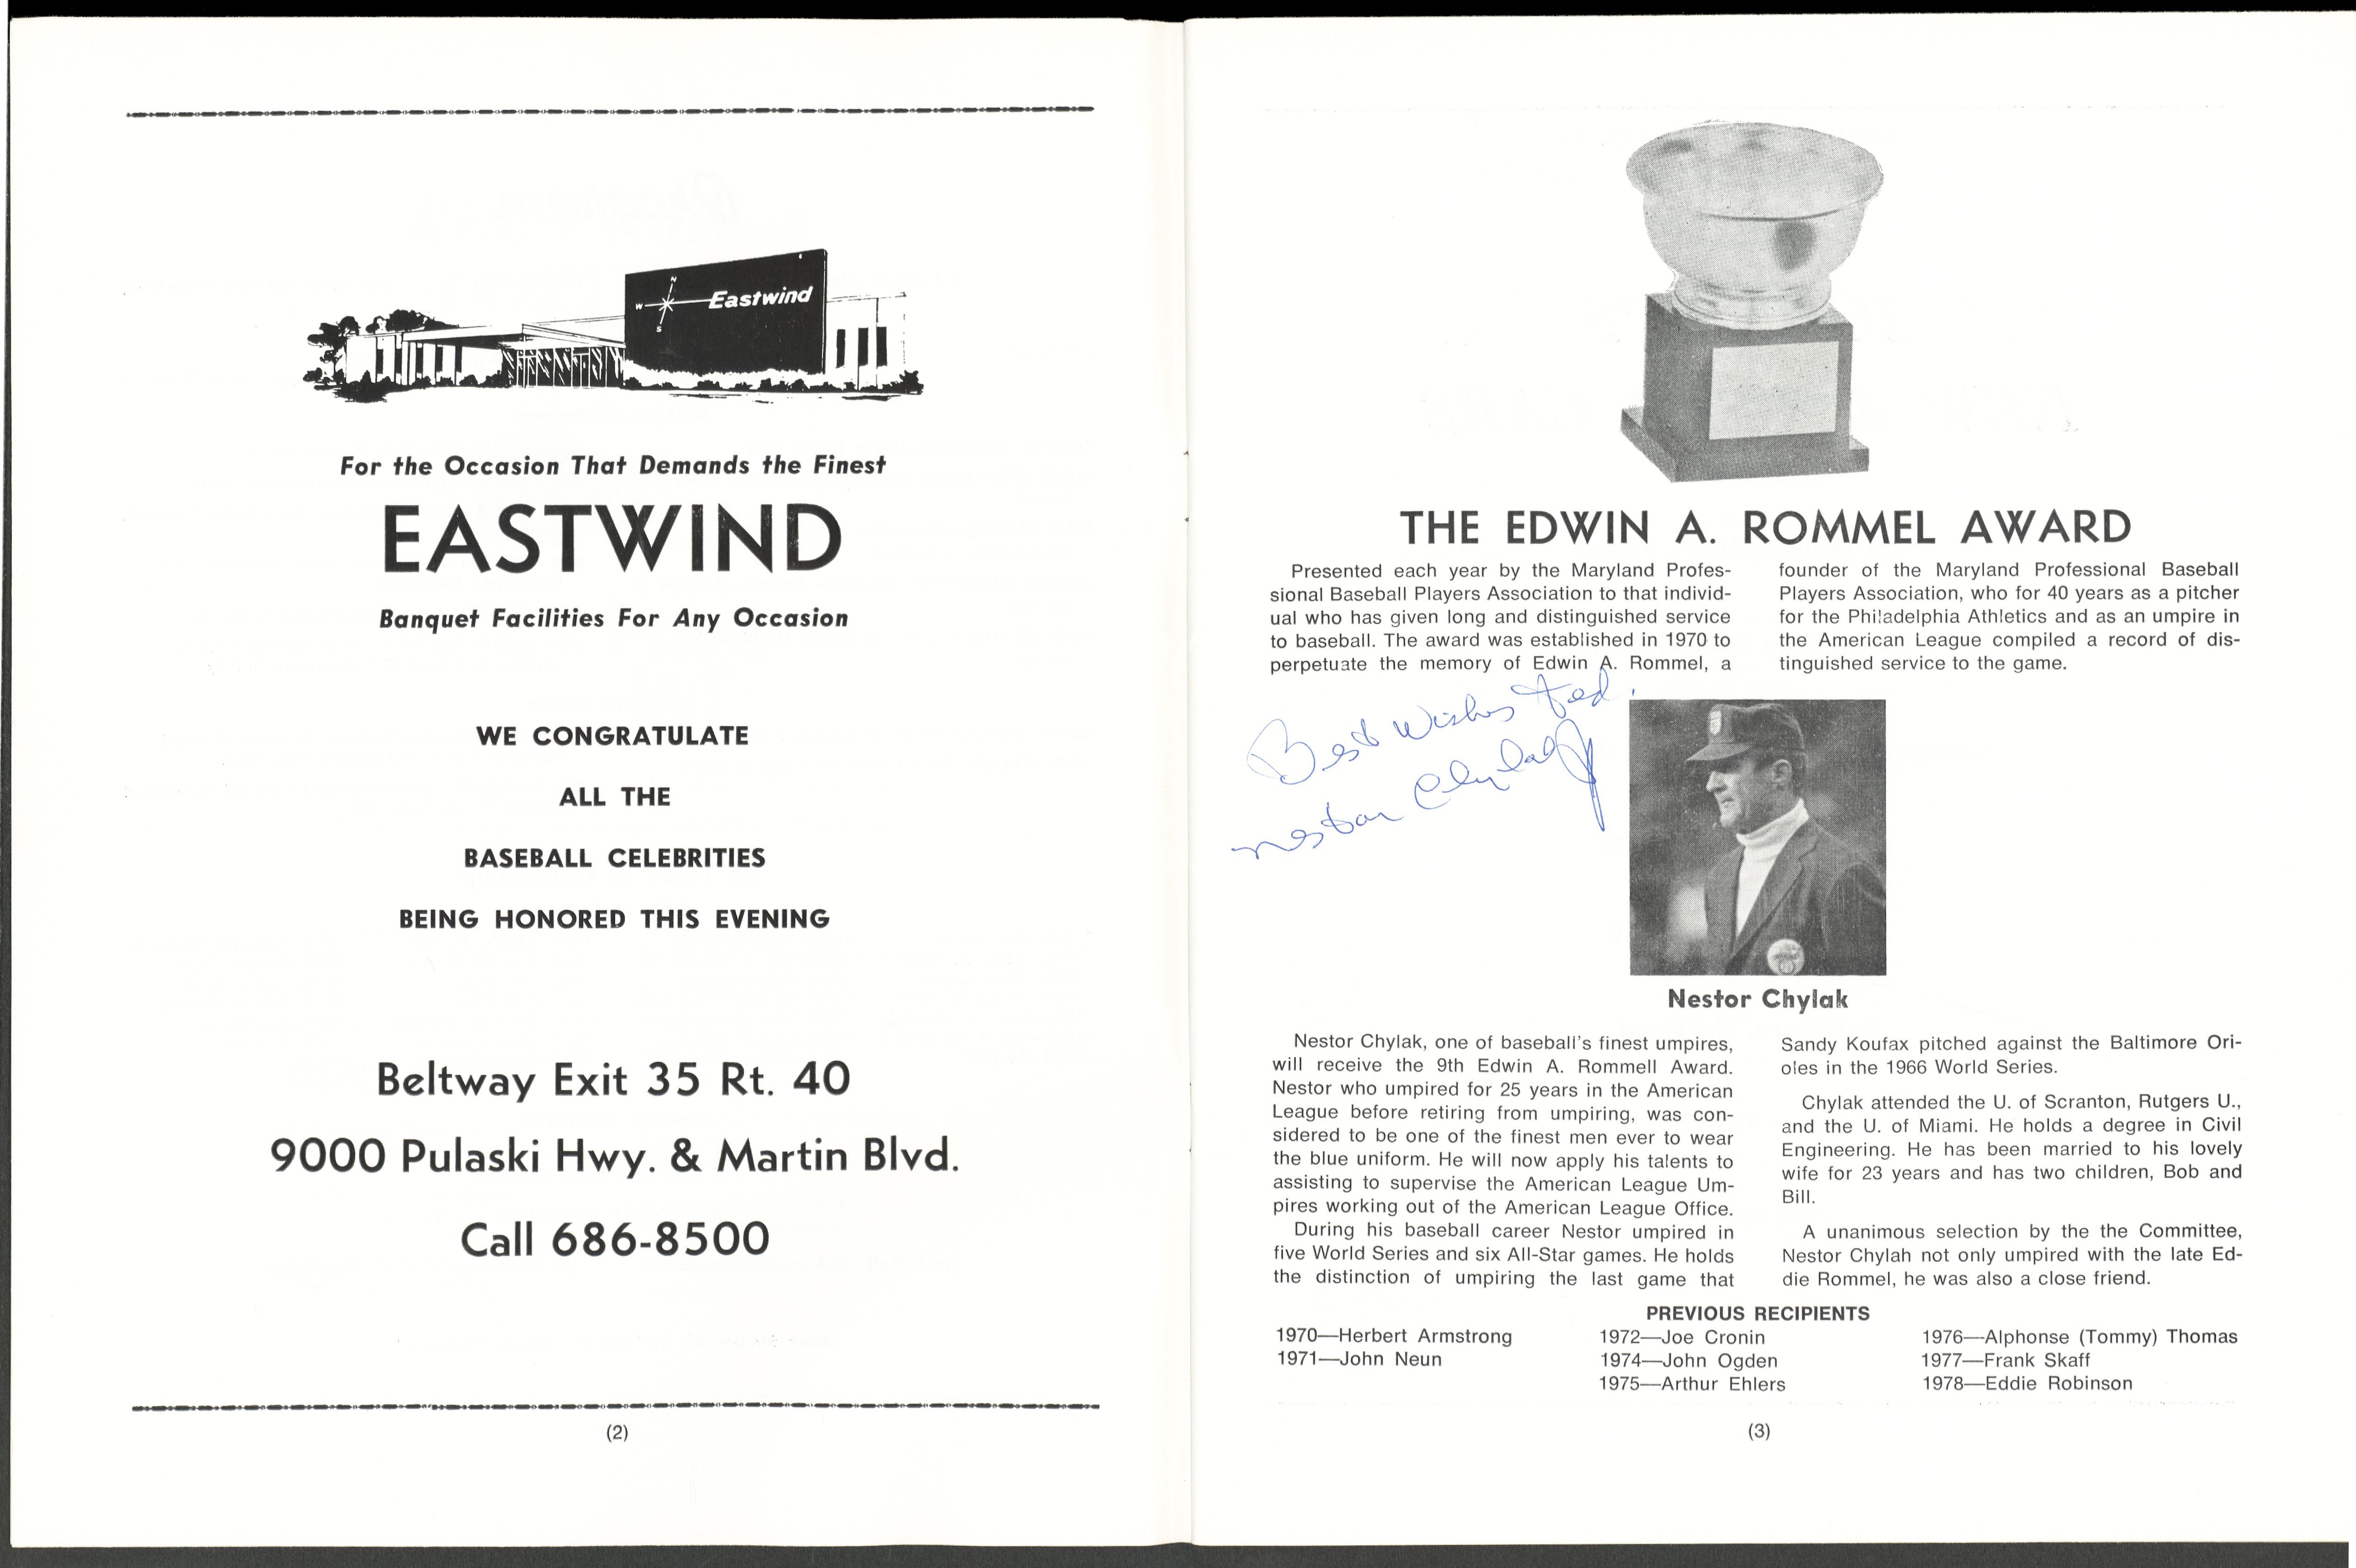 N
W
S
Eastwind
For the Occasion That Demands the Finest
EASTWIND
Banquet Facilities For Any Occasion
WE CONGRATULATE
ALL THE
BASEBALL CELEBRITIES
BEING HONORED THIS EVENING
Beltway Exit 35 Rt. 40
9000 Pulaski Hwy. & Martin Blvd.
Call 686-8500
(2)
THE EDWIN A. ROMMEL AWARD
Presented each year by the Maryland Profes-
sional Baseball Players Association to that individ-
ual who has given long and distinguished service
to baseball. The award was established in 1970 to
perpetuate the memory of Edwin A. Rommel, a
founder of the Maryland Professional Baseball
Players Association, who for 40 years as a pitcher
for the Philadelphia Athletics and as an umpire in
the American League compiled a record of dis-
tinguished service to the game.
Best Wishes Ted.
Nestor Chylak
Nestor Chylak
Nestor Chylak, one of baseball's finest umpires,
will receive the 9th Edwin A. Rommell Award.
Nestor who umpired for 25 years in the American
League before retiring from umpiring, was con-
sidered to be one of the finest men ever to wear
the blue uniform. He will now apply his talents to
assisting to supervise the American League Um-
pires working out of the American League Office.
During his baseball career Nestor umpired in
five World Series and six All-Star games. He holds
the distinction of umpiring the last game that
Sandy Koufax pitched against the Baltimore Ori-
oles in the 1966 World Series.
Chylak attended the U. of Scranton, Rutgers U.,
and the U. of Miami. He holds a degree in Civil
Engineering. He has been married to his lovely
wife for 23 years and has two children, Bob and
Bill.
A unanimous selection by the the Committee,
Nestor Chylah not only umpired with the late Ed-
die Rommel, he was also a close friend.
PREVIOUS RECIPIENTS
1970—Herbert Armstrong
1971—John Neun
1972—Joe Cronin
1974—John Ogden
1975—Arthur Ehlers
1976—Alphonse (Tommy) Thomas
1977—Frank Skaff
1978—Eddie Robinson
(3)